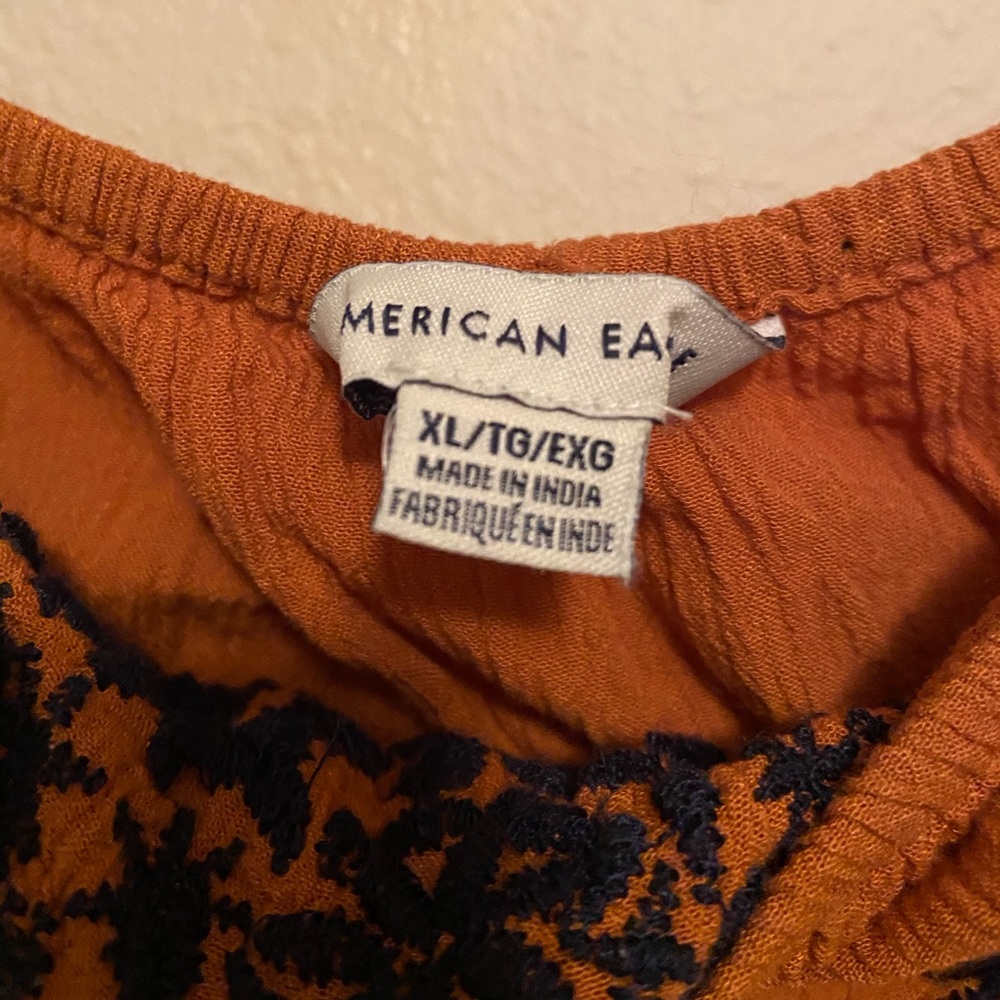 MERICAN EA
XL/TG/EXG
MADE IN INDIA
FABRIQUÉ EN INDE